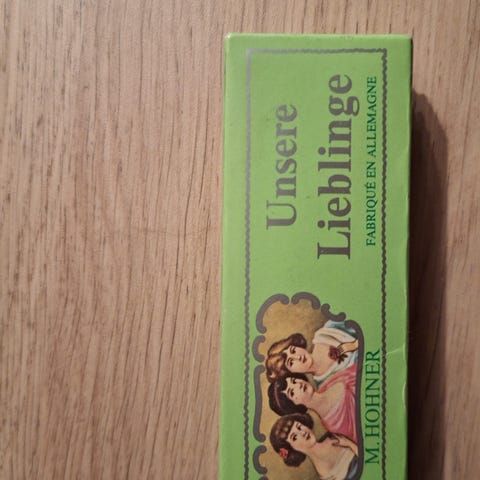 Unsere
Lieblinge
FABRIQUÉ EN ALLEMAGNE
M. HOHNER